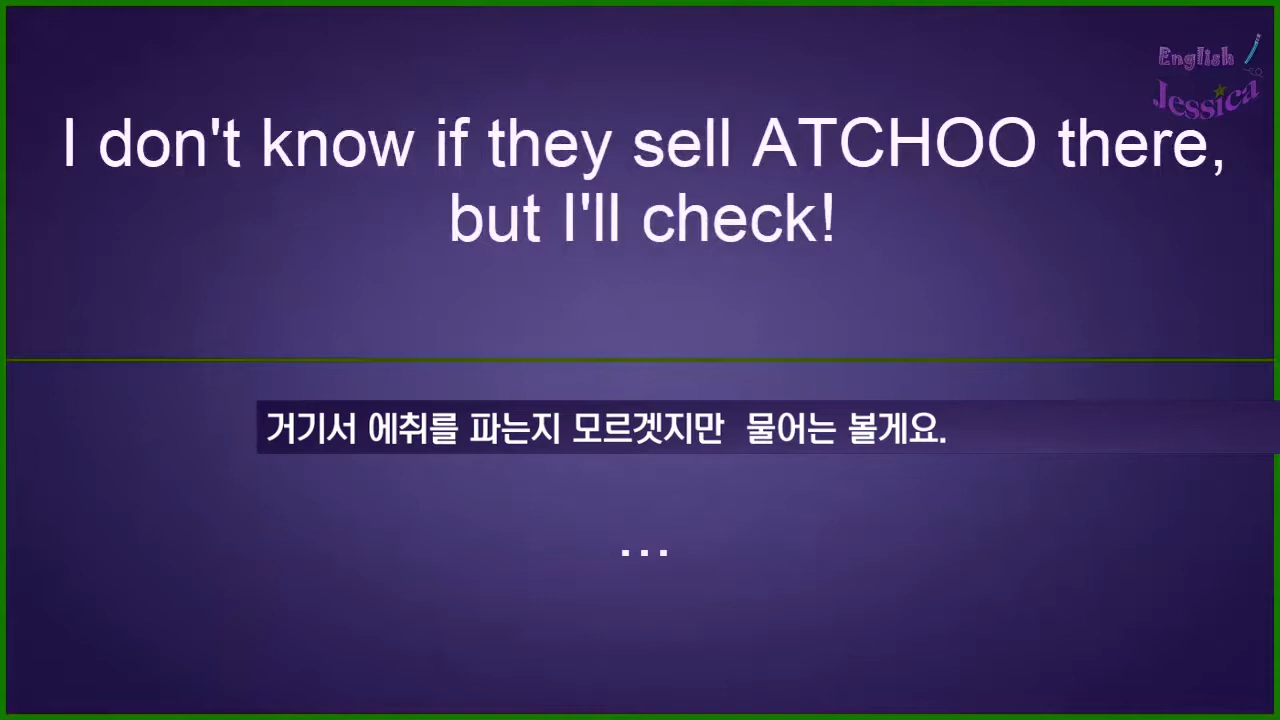 English
Jessica
I don't know if they sell ATCHOO there,
but I'll check!
거기서 에취를 파는지 모르겟지만 물어는 볼게요.
...